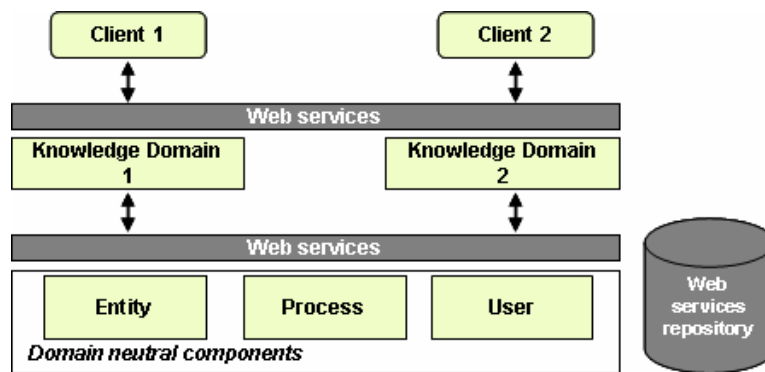 Client 1
Client 2
Web services
Knowledge Domain
1
Knowledge Domain
2
Web services
Entity
Process
User
Domain neutral components
Web
services
repository